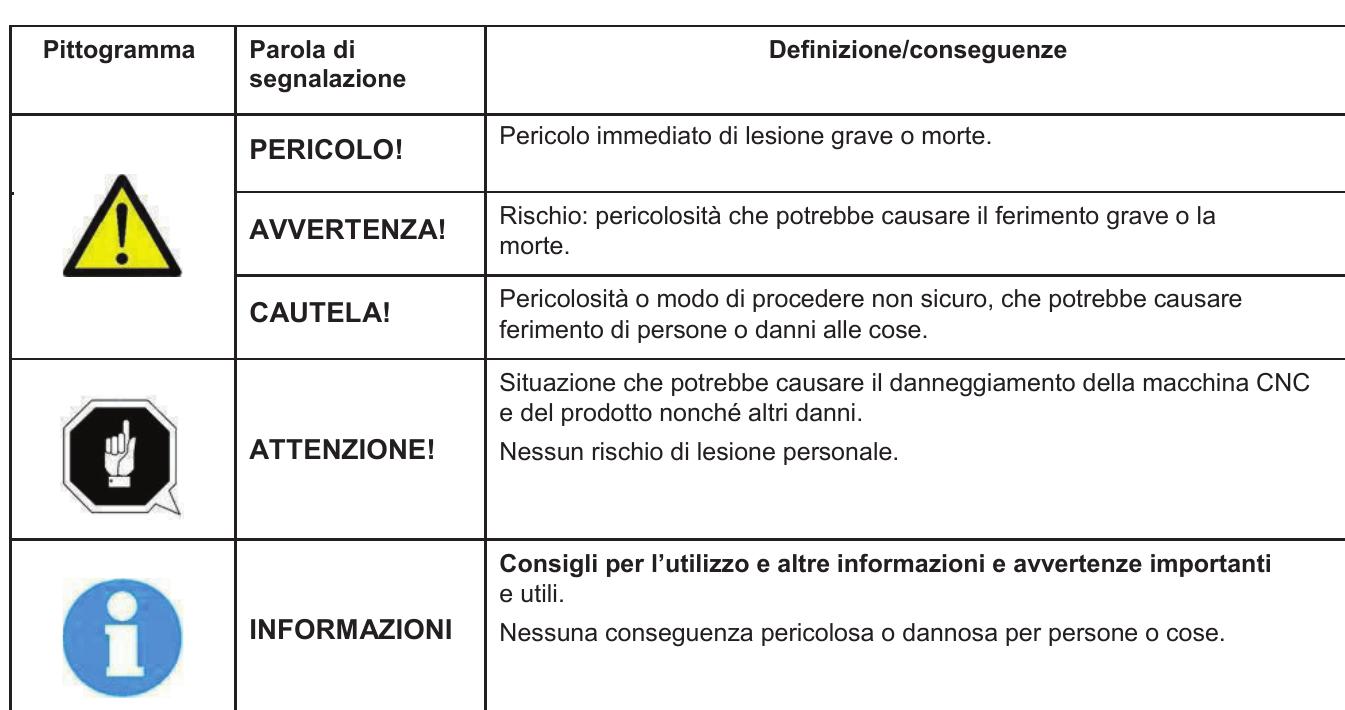 Pittogramma
Parola di
segnalazione
Definizione/conseguenze
PERICOLO!
Pericolo immediato di lesione grave o morte.
AVVERTENZA!
Rischio: pericolosità che potrebbe causare il ferimento grave o la
morte.
CAUTELA!
Pericolosità o modo di procedere non sicuro, che potrebbe causare
ferimento di persone o danni alle cose.
ATTENZIONE!
Situazione che potrebbe causare il danneggiamento della macchina CNC
e del prodotto nonché altri danni.
Nessun rischio di lesione personale.
INFORMAZIONI
Consigli per l’utilizzo e altre informazioni e avvertenze importanti
e utili.
Nessuna conseguenza pericolosa o dannosa per persone o cose.